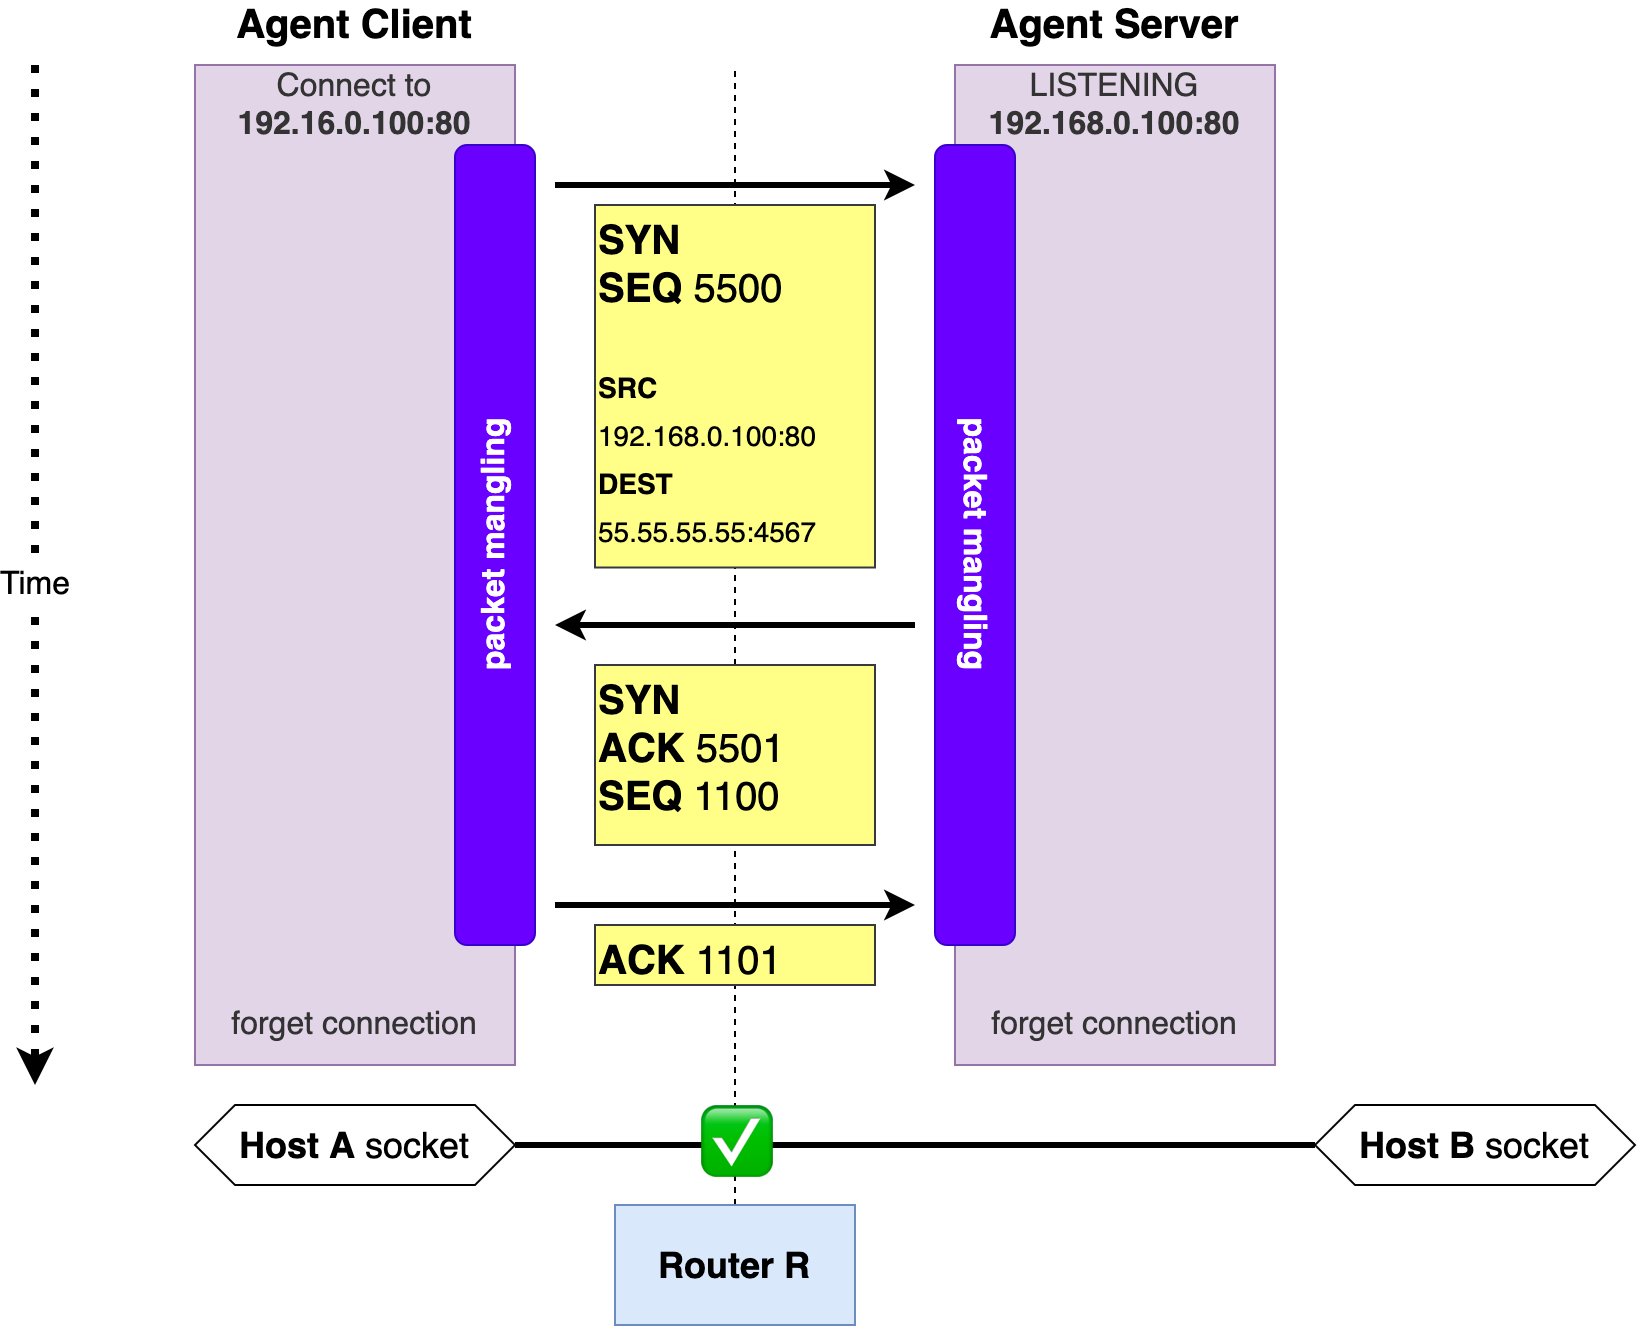 Agent Client
Agent Server
Connect to
192.16.0.100:80
LISTENING
192.168.0.100:80
SYN
SEQ 5500
SRC
192.168.0.100:80
DEST
55.55.55.55:4567
packet mangling
packet mangling
Time
SYN
ACK 5501
SEQ 1100
ACK 1101
forget connection
forget connection
Host A socket
Host B socket
Router R